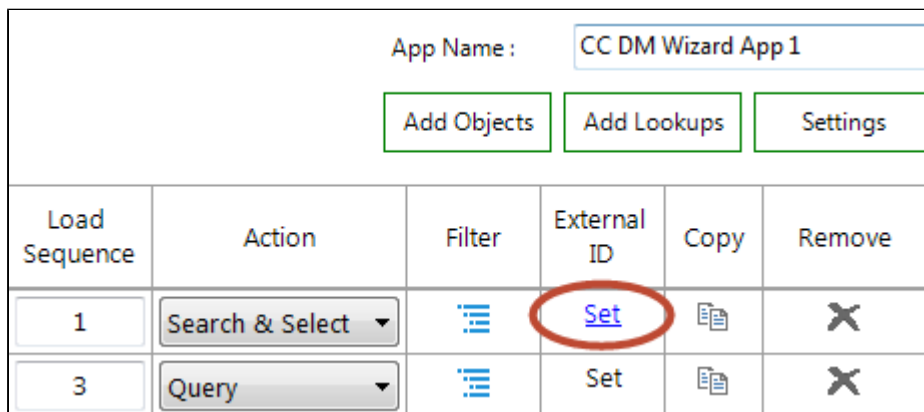 App Name : CC DM Wizard App 1
Add Objects Add Lookups Settings
Load Sequence Action Filter External ID Copy Remove
1 Search & Select Set
3 Query Set